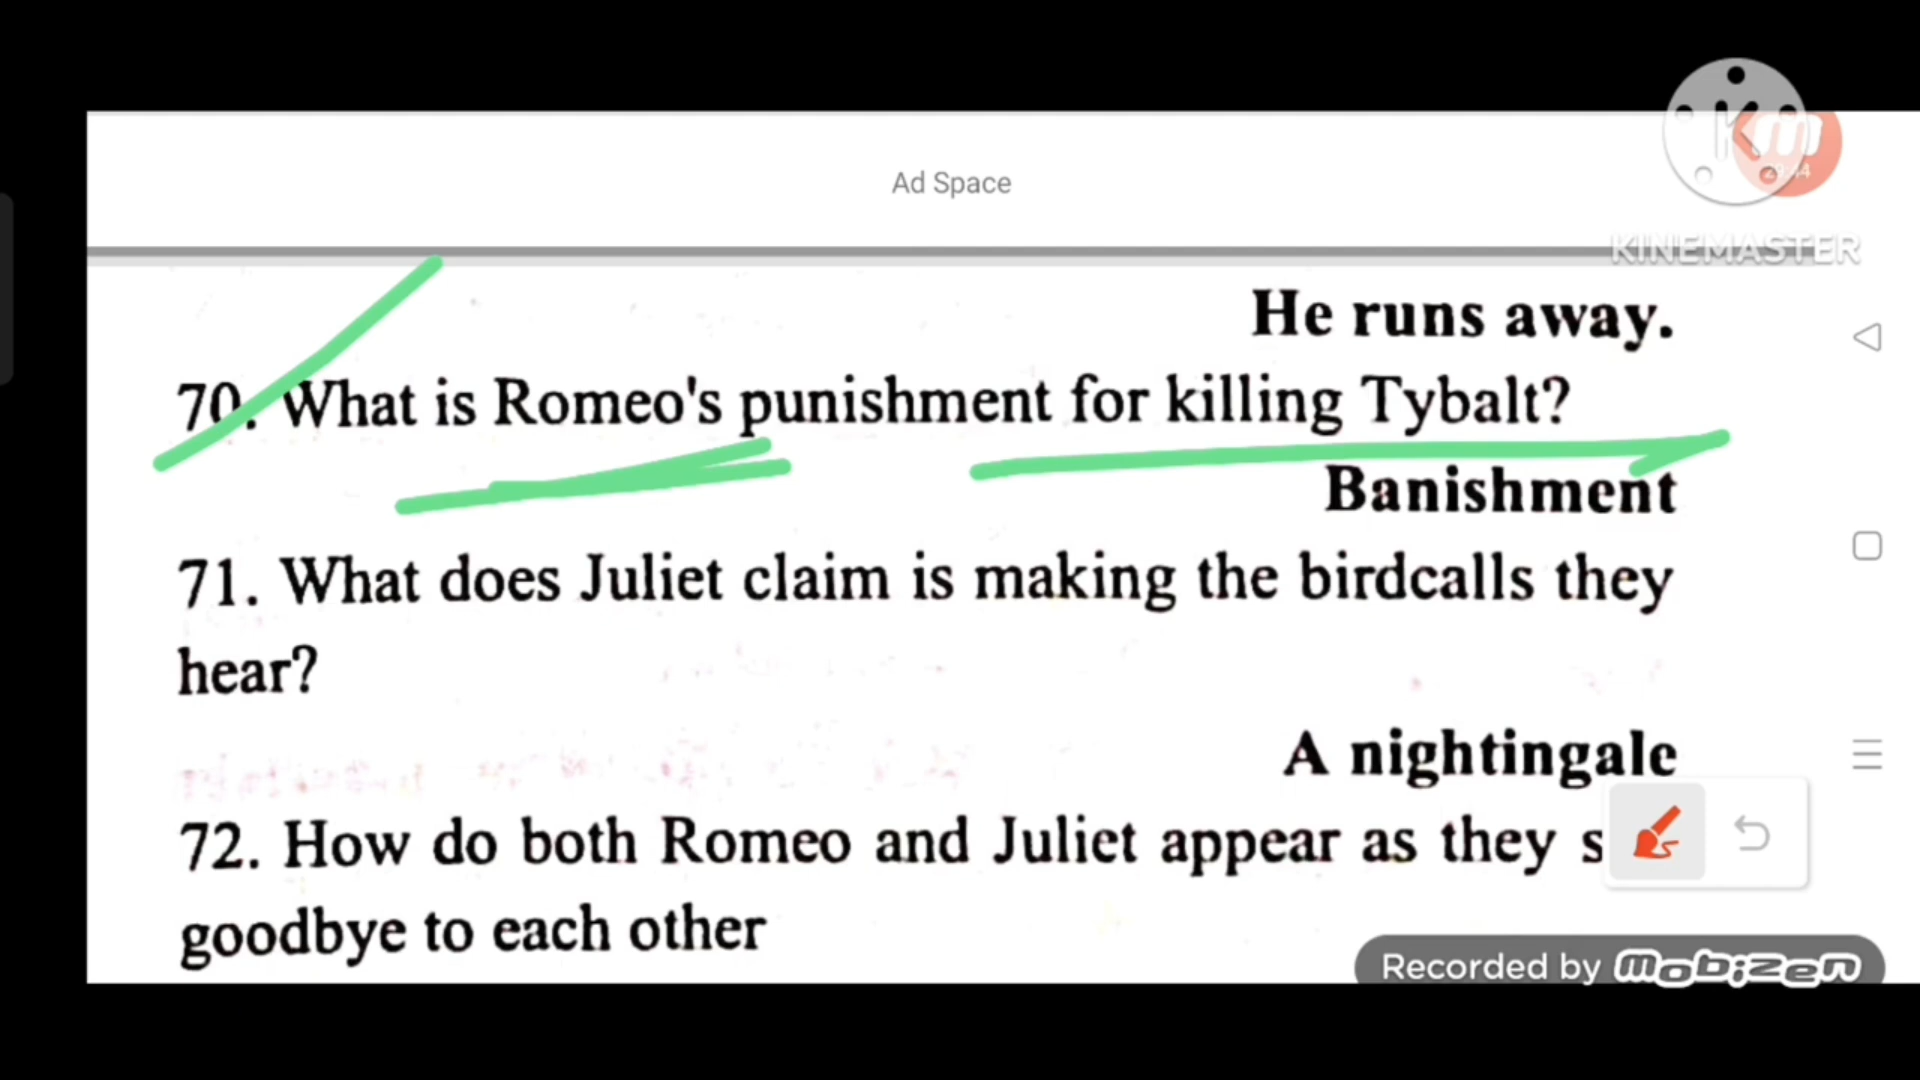 Ad Space
29:44
KINEMASTER
He runs away.
70. What is Romeo's punishment for killing Tybalt?
Banishment
71. What does Juliet claim is making the birdcalls they
hear?
A nightingale
72. How do both Romeo and Juliet appear as they s
goodbye to each other
Recorded by mobizen